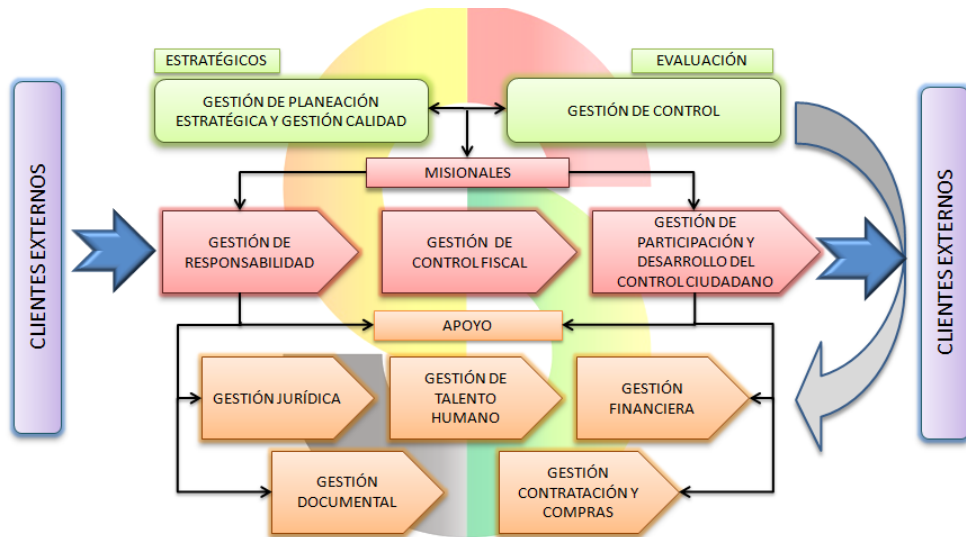 CLIENTES EXTERNOS
ESTRATÉGICOS
EVALUACIÓN
GESTIÓN DE PLANEACIÓN
ESTRATÉGICA Y GESTIÓN CALIDAD
GESTIÓN DE CONTROL
MISIONALES
GESTIÓN DE
RESPONSABILIDAD
GESTIÓN DE
CONTROL FISCAL
GESTIÓN DE
PARTICIPACIÓN Y
DESARROLLO DEL
CONTROL CIUDADANO
APOYO
GESTIÓN JURÍDICA
GESTIÓN DE
TALENTO
HUMANO
GESTIÓN
FINANCIERA
GESTIÓN
DOCUMENTAL
GESTIÓN
CONTRATACIÓN Y
COMPRAS
CLIENTES EXTERNOS